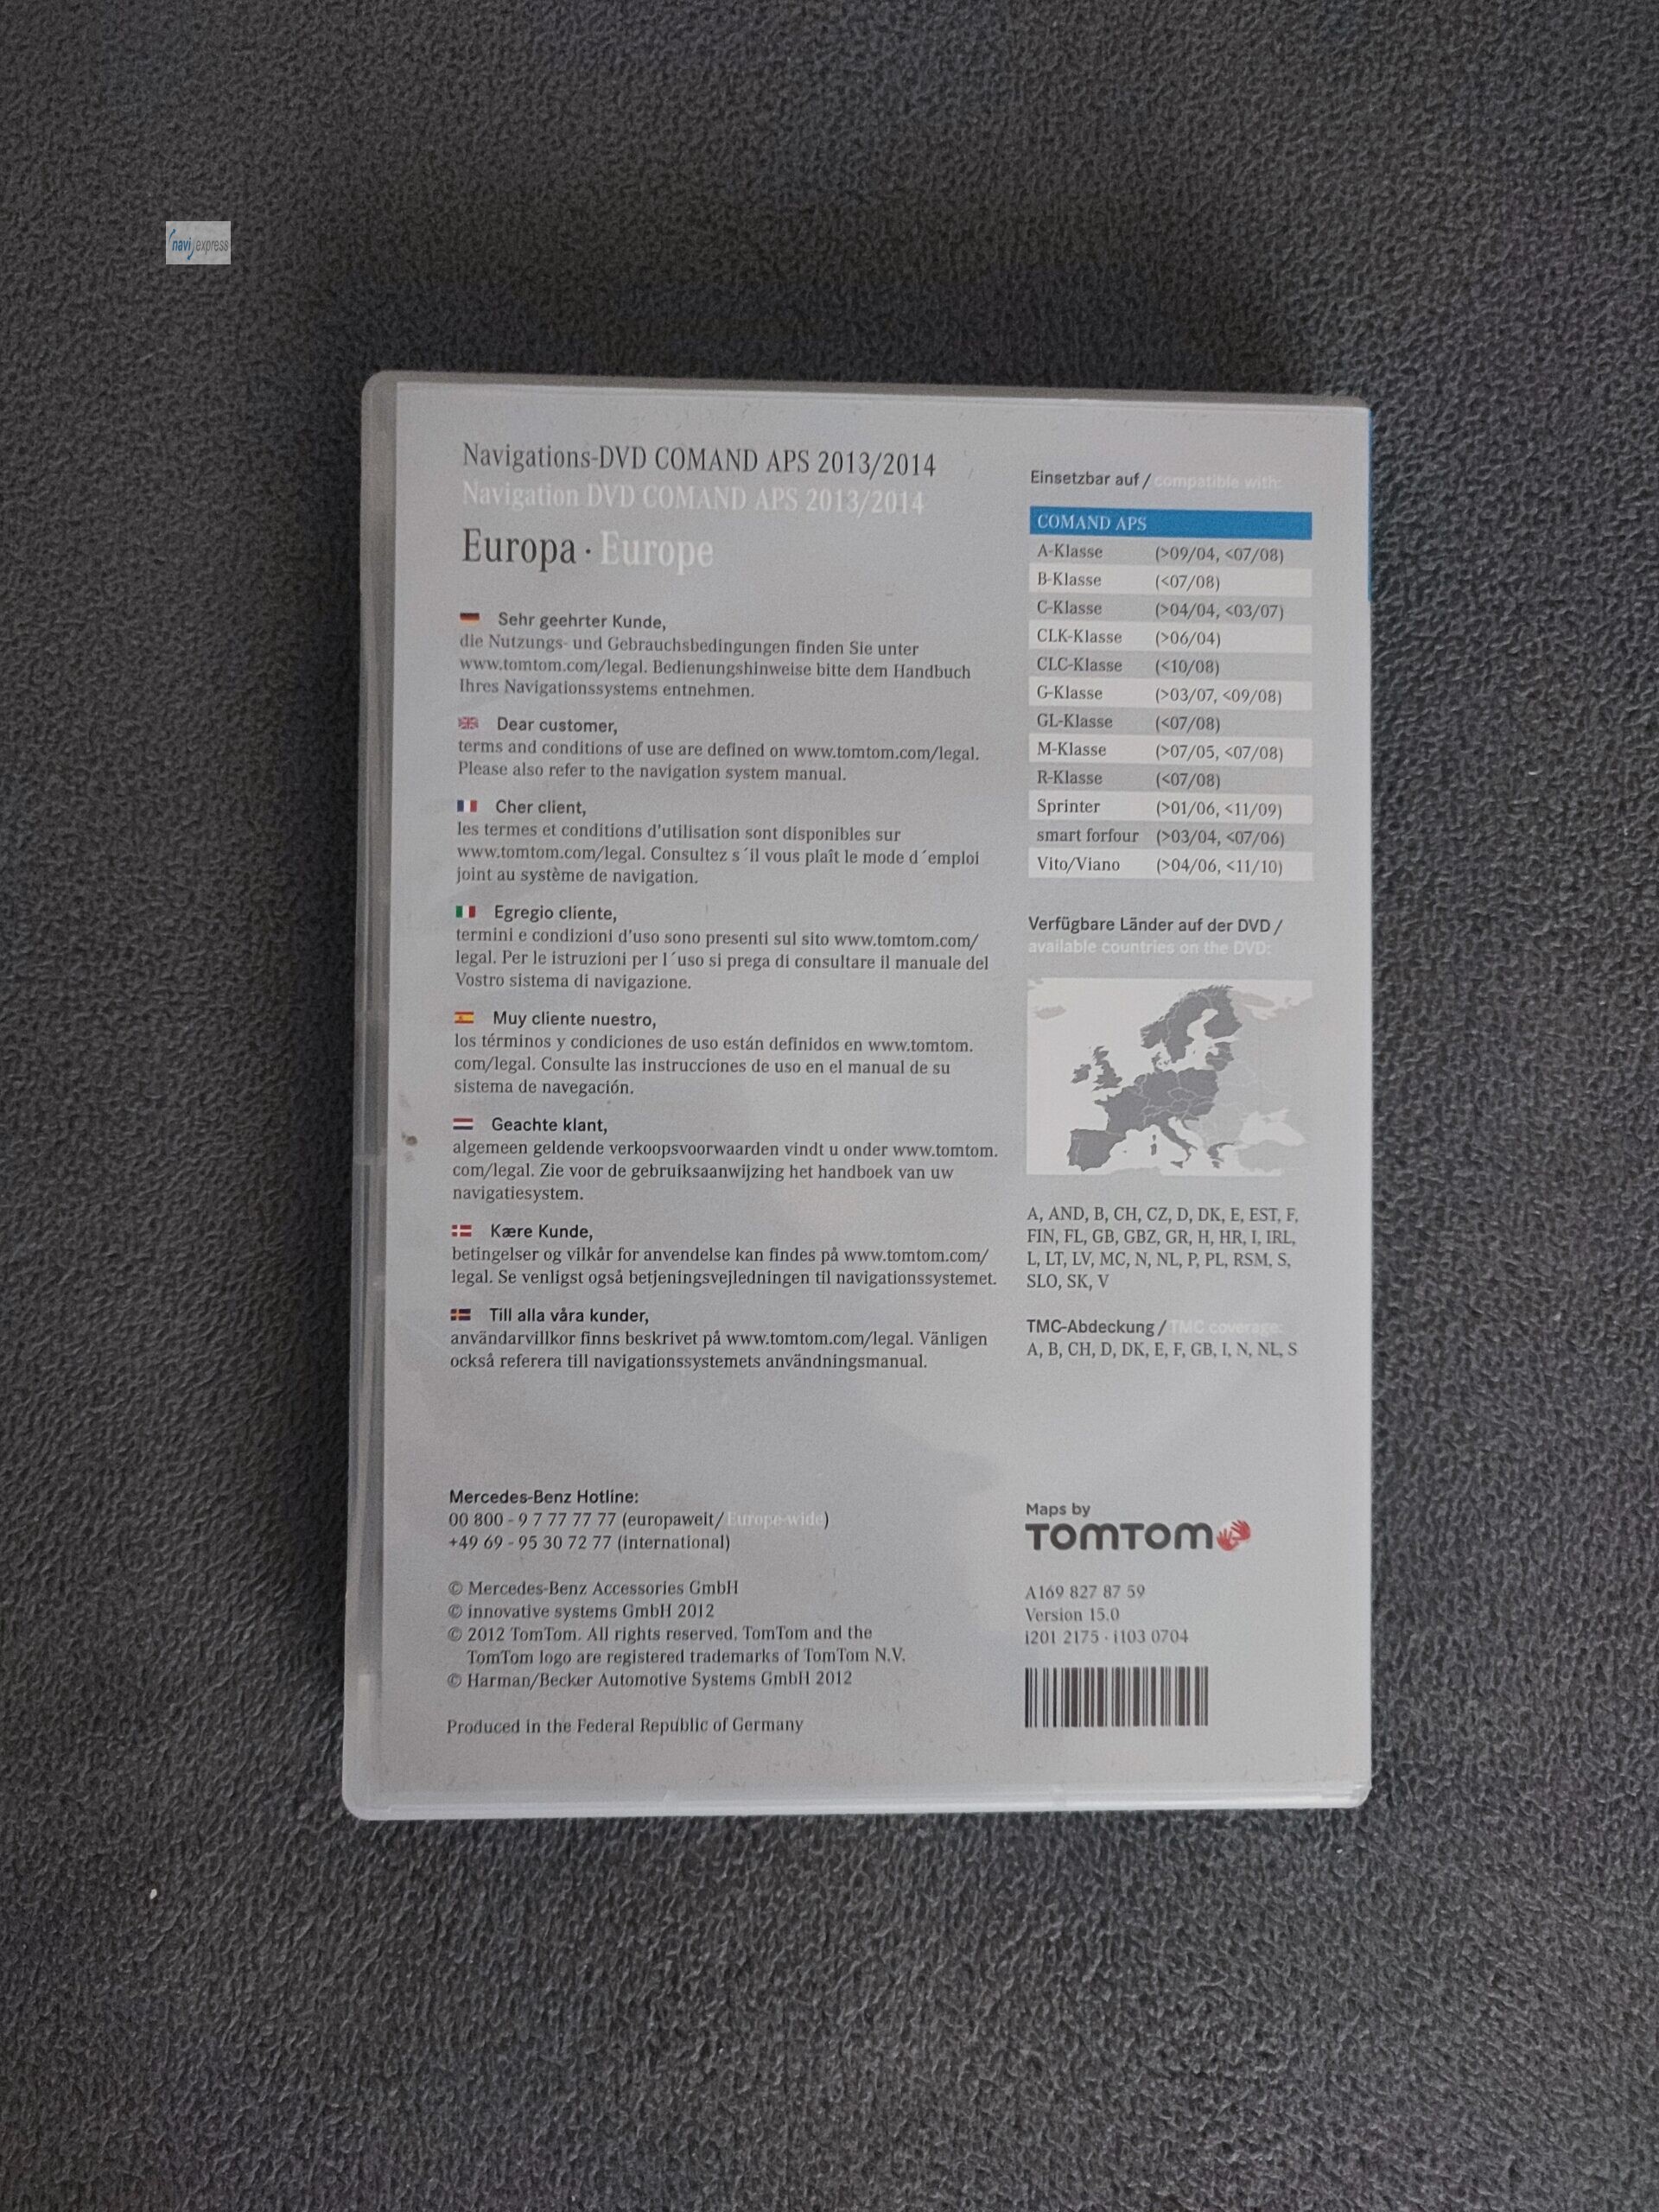 navi express
Navigations-DVD COMAND APS 2013/2014
Navigation DVD COMAND APS 2013/2014
Europa · Europe
Sehr geehrter Kunde,
die Nutzungs- und Gebrauchsbedingungen finden Sie unter
www.tomtom.com/legal. Bedienungshinweise bitte dem Handbuch
Ihres Navigationssystems entnehmen.
Dear customer,
terms and conditions of use are defined on www.tomtom.com/legal.
Please also refer to the navigation system manual.
Cher client,
les termes et conditions d'utilisation sont disponibles sur
www.tomtom.com/legal. Consultez s´il vous plaît le mode d´emploi
joint au système de navigation.
Egregio cliente,
termini e condizioni d'uso sono presenti sul sito www.tomtom.com/
legal. Per le istruzioni per l´uso si prega di consultare il manuale del
Vostro sistema di navigazione.
Muy cliente nuestro,
los términos y condiciones de uso están definidos en www.tomtom.
com/legal. Consulte las instrucciones de uso en el manual de su
sistema de navegación.
Geachte klant,
algemeen geldende verkoopsvoorwaarden vindt u onder www.tomtom.
com/legal. Zie voor de gebruiksaanwijzing het handboek van uw
navigatiesystem.
Kære Kunde,
betingelser og vilkår for anvendelse kan findes på www.tomtom.com/
legal. Se venligst også betjeningsvejledningen til navigationssystemet.
Till alla våra kunder,
användarvillkor finns beskrivet på www.tomtom.com/legal. Vänligen
också referera till navigationssystemets användningsmanual.
Mercedes-Benz Hotline:
00 800 - 9 7 77 77 77 (europaweit/Europe-wide)
+49 69 - 95 30 72 77 (international)
© Mercedes-Benz Accessories GmbH
© innovative systems GmbH 2012
© 2012 TomTom. All rights reserved. TomTom and the
TomTom logo are registered trademarks of TomTom N.V.
© Harman/Becker Automotive Systems GmbH 2012
Produced in the Federal Republic of Germany
Einsetzbar auf / compatible with:
COMAND APS
A-Klasse (>09/04, <07/08)
B-Klasse (<07/08)
C-Klasse (>04/04, <03/07)
CLK-Klasse (>06/04)
CLC-Klasse (<10/08)
G-Klasse (>03/07, <09/08)
GL-Klasse (<07/08)
M-Klasse (>07/05, <07/08)
R-Klasse (<07/08)
Sprinter (>01/06, <11/09)
smart forfour (>03/04, <07/06)
Vito/Viano (>04/06, <11/10)
Verfügbare Länder auf der DVD /
available countries on the DVD:
A, AND, B, CH, CZ, D, DK, E, EST, F,
FIN, FL, GB, GBZ, GR, H, HR, I, IRL,
L, LT, LV, MC, N, NL, P, PL, RSM, S,
SLO, SK, V
TMC-Abdeckung / TMC coverage:
A, B, CH, D, DK, E, F, GB, I, N, NL, S
Maps by
TOMTOM
A169 827 87 59
Version 15.0
i201 2175 · i103 0704